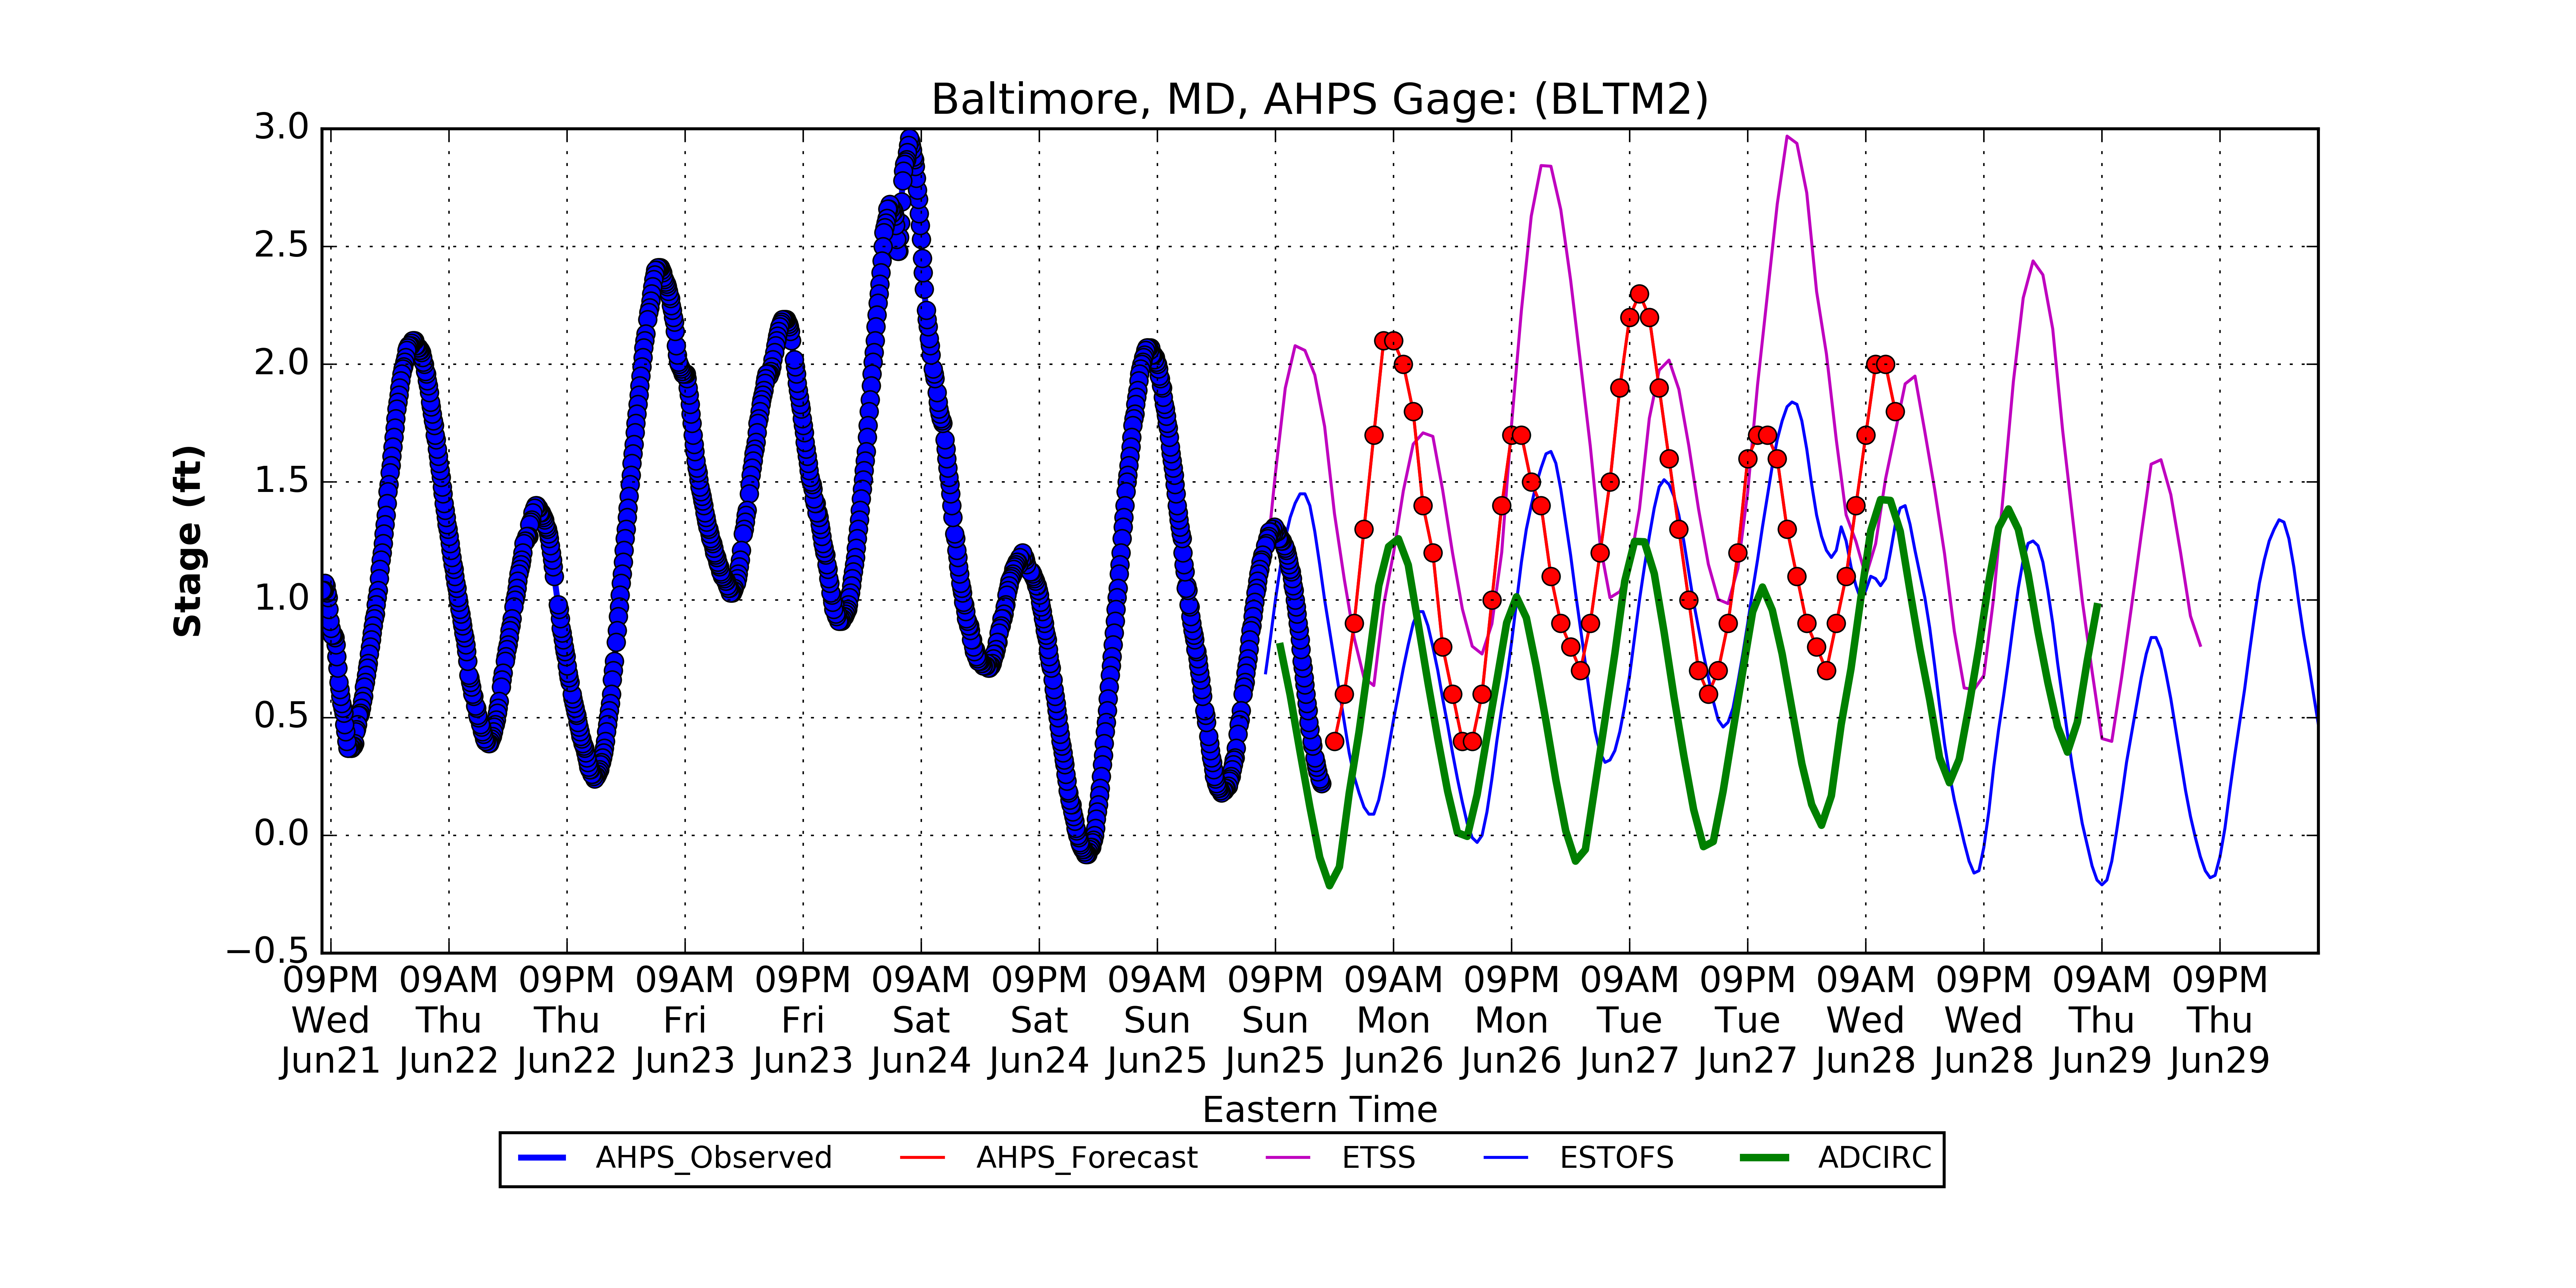 Baltimore, MD, AHPS Gage: (BLTM2)
Stage (ft)
3.0
2.5
2.0
1.5
1.0
0.5
0.0
−0.5
09PM 09AM 09PM 09AM 09PM 09AM 09PM 09AM 09PM 09AM 09PM 09AM 09PM 09AM 09PM 09AM 09PM
Wed Thu Thu Fri Fri Sat Sat Sun Sun Mon Mon Tue Tue Wed Wed Thu Thu
Jun21 Jun22 Jun22 Jun23 Jun23 Jun24 Jun24 Jun25 Jun25 Jun26 Jun26 Jun27 Jun27 Jun28 Jun28 Jun29 Jun29
Eastern Time
AHPS_Observed AHPS_Forecast ETSS ESTOFS ADCIRC